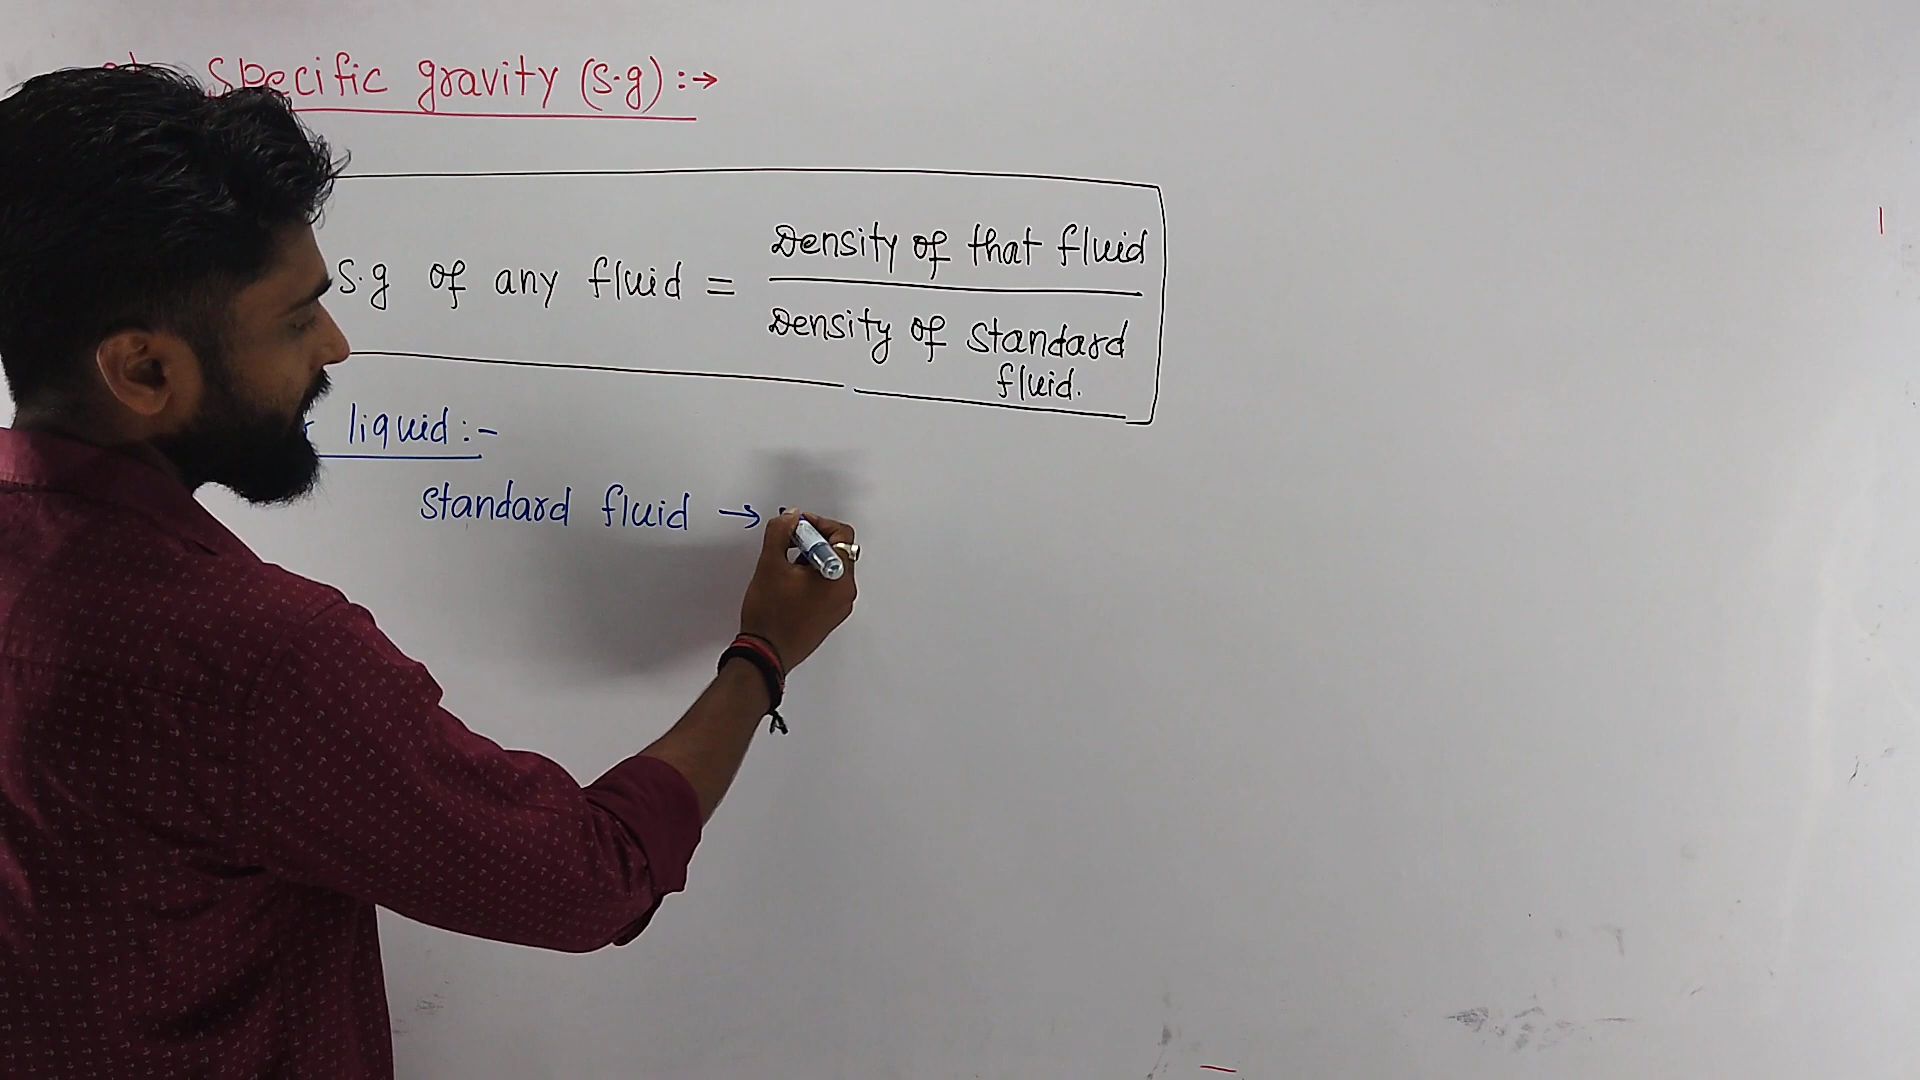 Specific gravity (s.g) :→
s.g of any fluid = Density of that fluid
Density of standard
fluid.
liquid :-
standard fluid →